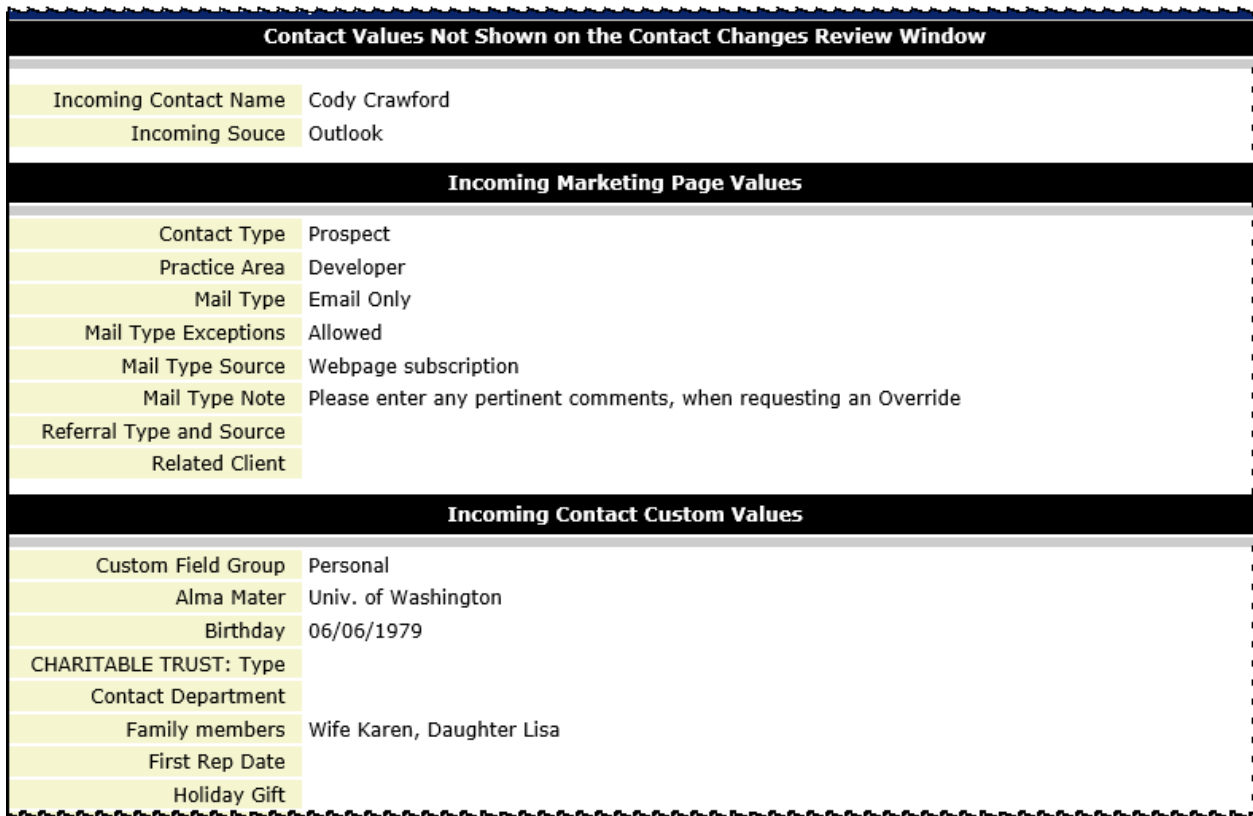 Contact Values Not Shown on the Contact Changes Review Window
Incoming Contact Name Cody Crawford
Incoming Souce Outlook
Incoming Marketing Page Values
Contact Type Prospect
Practice Area Developer
Mail Type Email Only
Mail Type Exceptions Allowed
Mail Type Source Webpage subscription
Mail Type Note Please enter any pertinent comments, when requesting an Override
Referral Type and Source
Related Client
Incoming Contact Custom Values
Custom Field Group Personal
Alma Mater Univ. of Washington
Birthday 06/06/1979
CHARITABLE TRUST: Type
Contact Department
Family members Wife Karen, Daughter Lisa
First Rep Date
Holiday Gift